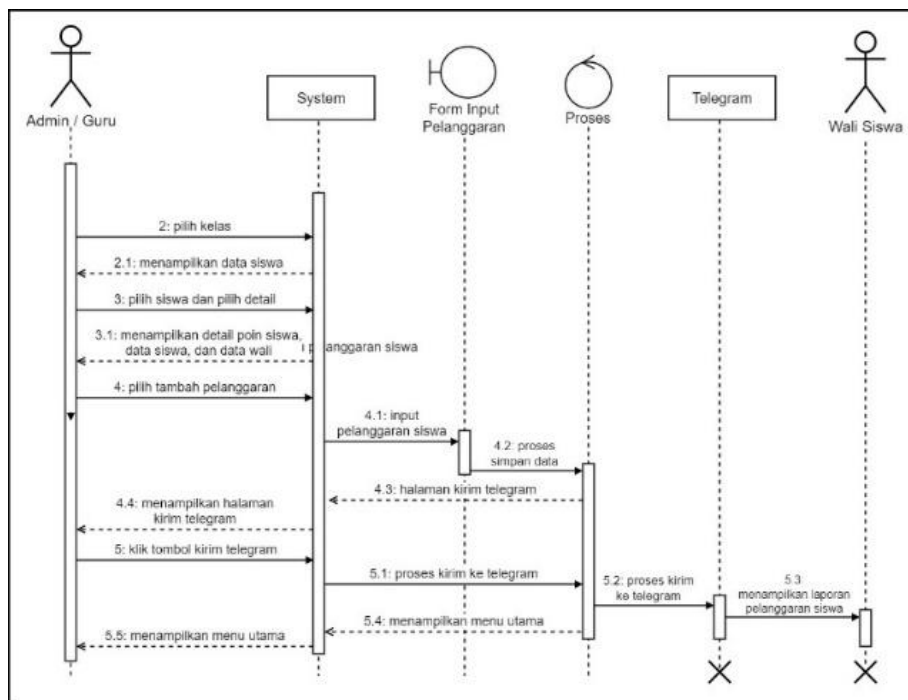 Admin / Guru
System
Form Input
Pelanggaran
Proses
Telegram
Wali Siswa
2: pilih kelas
2.1: menampilkan data siswa
3: pilih siswa dan pilih detail
3.1: menampilkan detail poin siswa,
data siswa, dan data wali
pelanggaran siswa
4: pilih tambah pelanggaran
4.1: input
pelanggaran siswa
4.2: proses
simpan data
4.3: halaman kirim telegram
4.4: menampilkan halaman
kirim telegram
5: klik tombol kirim telegram
5.1: proses kirim ke telegram
5.2: proses kirim
ke telegram
5.3
menampilkan laporan
pelanggaran siswa
5.4: menampilkan menu utama
5.5: menampilkan menu utama